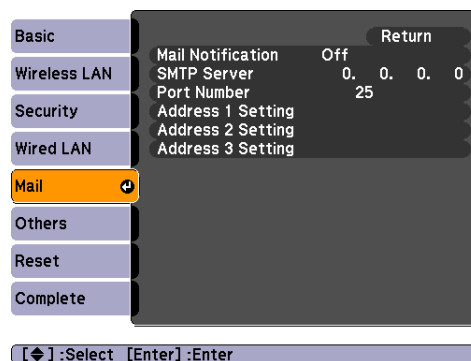 Basic
Wireless LAN
Security
Wired LAN
Mail
Others
Reset
Complete
Return
Mail Notification Off
SMTP Server 0. 0. 0. 0
Port Number 25
Address 1 Setting
Address 2 Setting
Address 3 Setting
[◆] :Select [Enter] :Enter